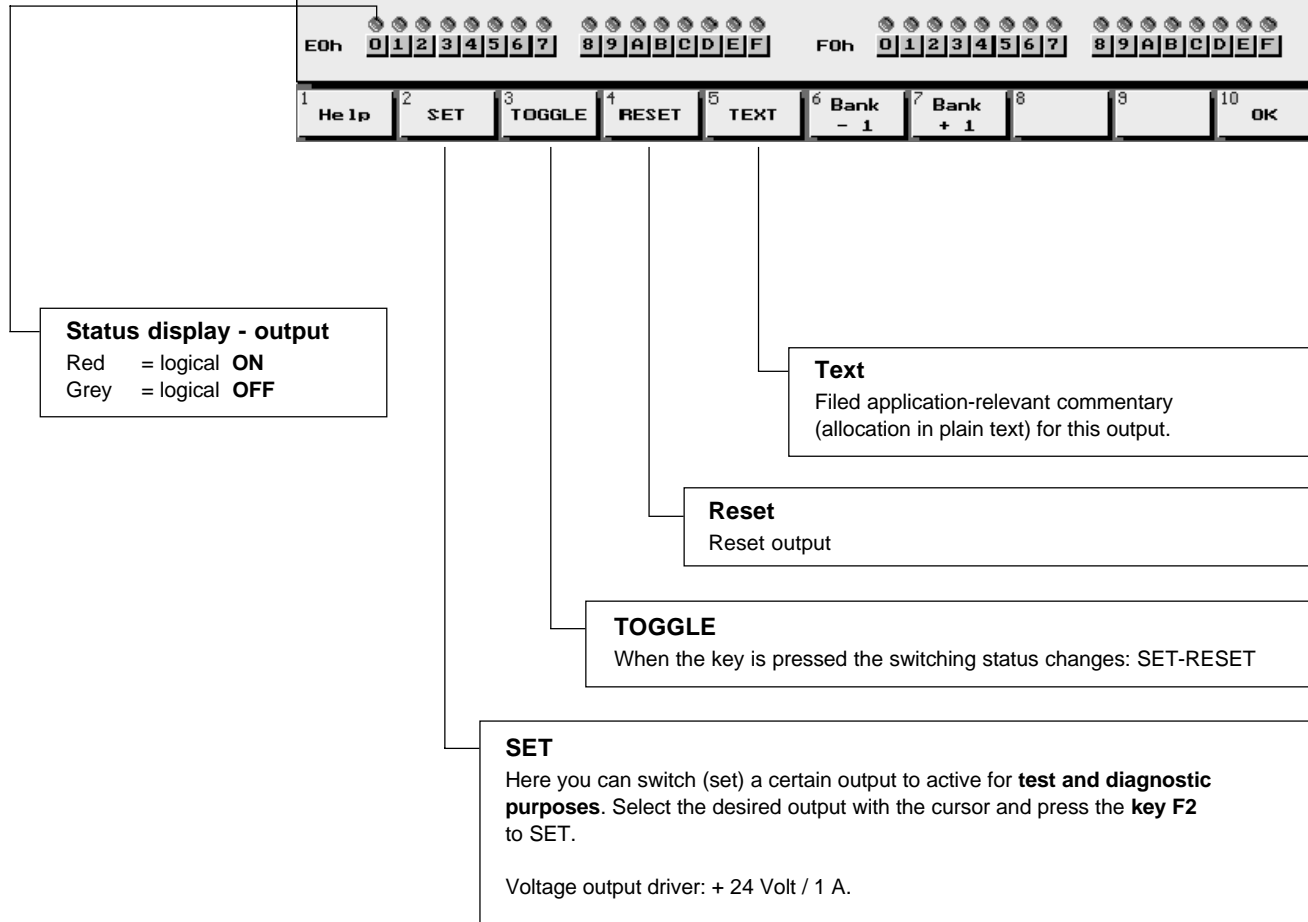 E0h 0 1 2 3 4 5 6 7 8 9 A B C D E F F0h 0 1 2 3 4 5 6 7 8 9 A B C D E F
1 Help 2 SET 3 TOGGLE 4 RESET 5 TEXT 6 Bank - 1 7 Bank + 1 8 9 10 OK
Status display - output
Red = logical ON
Grey = logical OFF
Text
Filed application-relevant commentary
(allocation in plain text) for this output.
Reset
Reset output
TOGGLE
When the key is pressed the switching status changes: SET-RESET
SET
Here you can switch (set) a certain output to active for test and diagnostic
purposes. Select the desired output with the cursor and press the key F2
to SET.
Voltage output driver: + 24 Volt / 1 A.